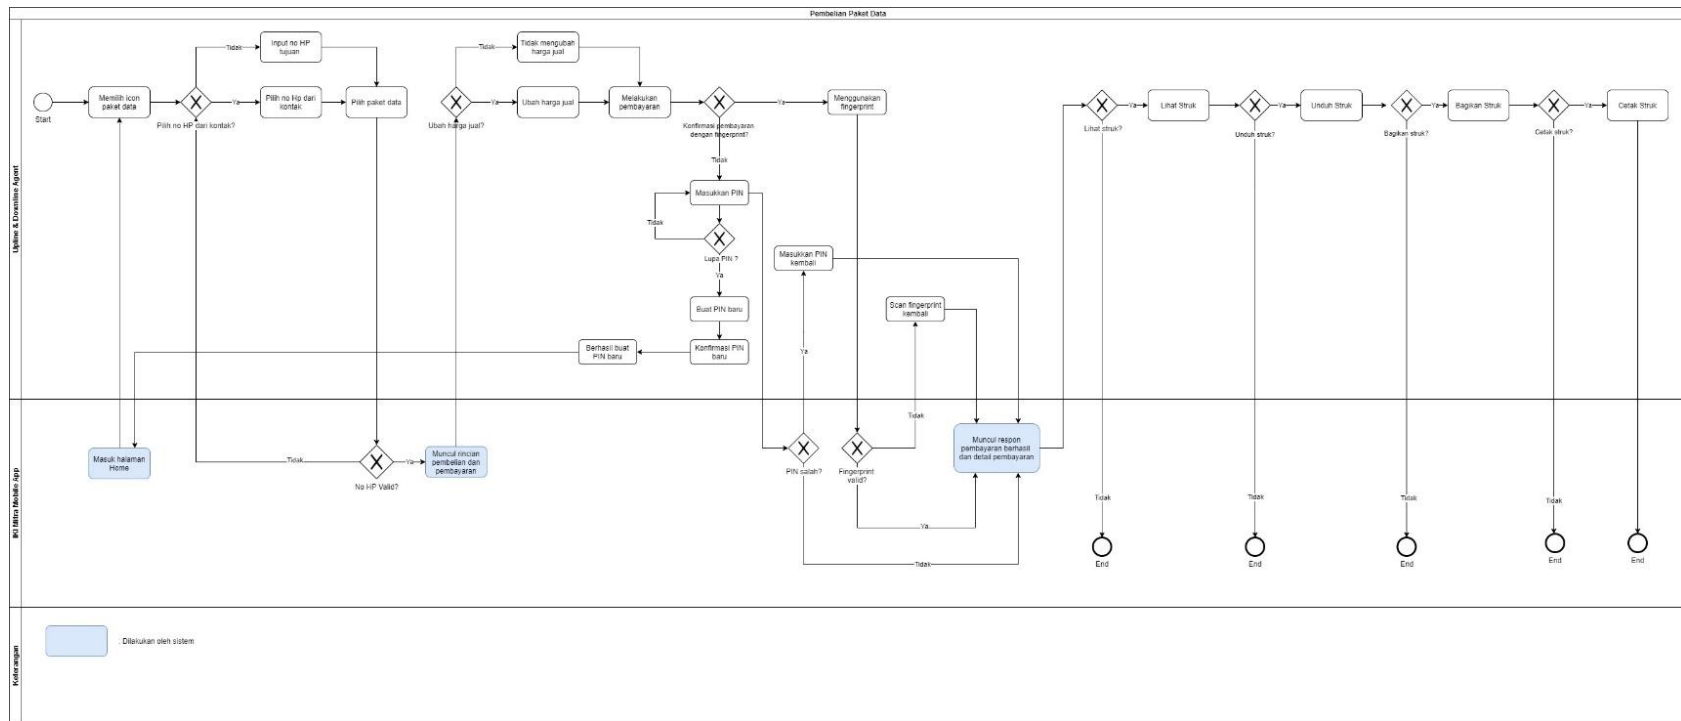 Pembelian Paket Data
Upline & Downline Agent
Start
Memilih icon
paket data
Pilih no HP dari kontak?
Tidak
Input no HP
tujuan
Ya
Pilih no Hp dari
kontak
Pilih paket data
Ubah harga jual?
Tidak
Tidak mengubah
harga jual
Ya
Ubah harga jual
Melakukan
pembayaran
Konfirmasi pembayaran
dengan fingerprint?
Ya
Menggunakan
fingerprint
Tidak
Masukkan PIN
Tidak
Lupa PIN ?
Ya
Buat PIN baru
Konfirmasi PIN
baru
Berhasil buat
PIN baru
Masukkan PIN
kembali
Ya
Scan fingerprint
kembali
Tidak
Lihat struk?
Ya
Lihat Struk
Unduh struk?
Ya
Unduh Struk
Bagikan struk?
Ya
Bagikan Struk
Cetak struk?
Ya
Cetak Struk
IKI Mitra Mobile App
Masuk halaman
Home
Tidak
No HP Valid?
Ya
Muncul rincian
pembelian dan
pembayaran
PIN salah?
Tidak
Fingerprint
valid?
Ya
Muncul respon
pembayaran berhasil
dan detail pembayaran
Tidak
End
Tidak
End
Tidak
End
Tidak
End
End
Keterangan
: Dilakukan oleh sistem